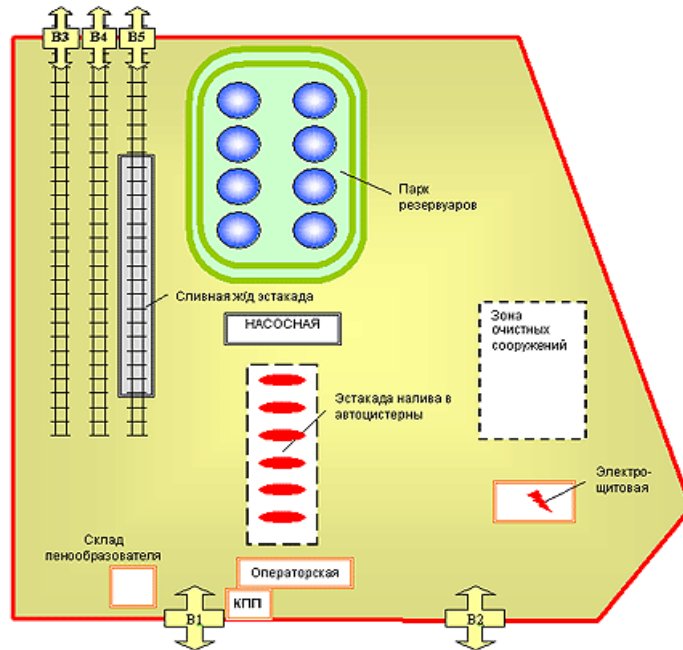 В3 В4 В5
Парк
резервуаров
Сливная ж/д эстакада
НАСОСНАЯ
Зона
очистных
сооружений
Эстакада налива в
автоцистерны
Электро-
щитовая
Склад
пенообразователя
Операторская
КПП
В1
В2